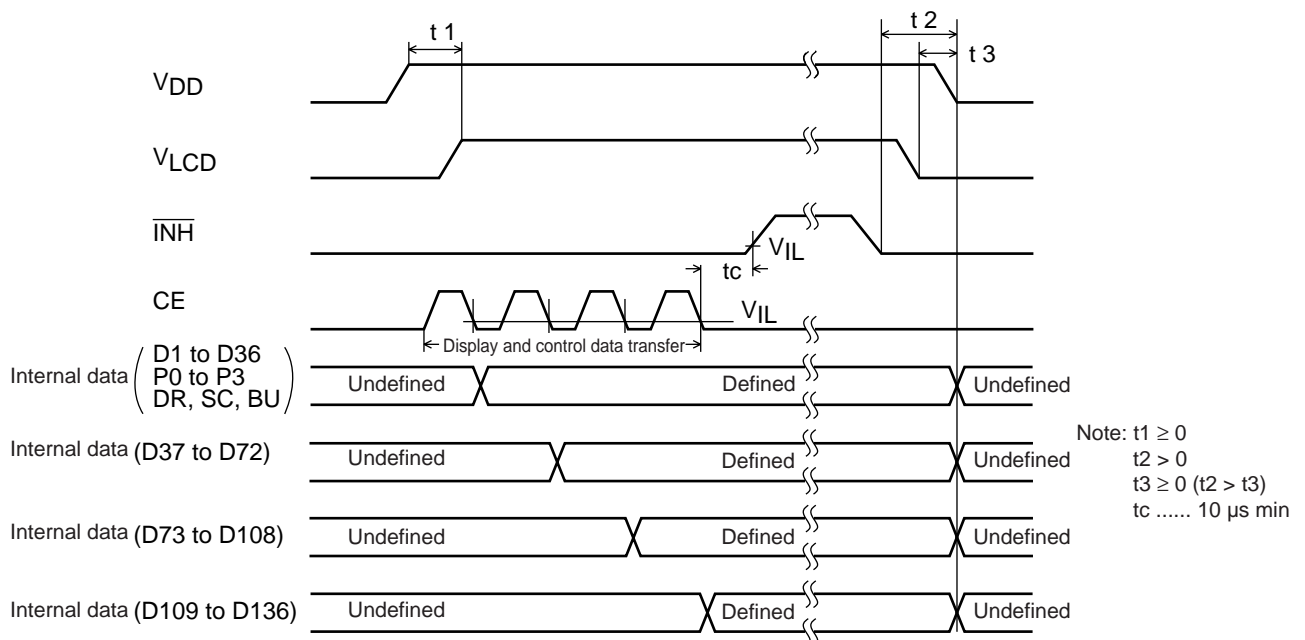 t 1
t 2
t 3
VDD
VLCD
INH
VIL
tc
CE
VIL
Display and control data transfer
Internal data
D1 to D36
P0 to P3
DR, SC, BU
Undefined
Defined
Undefined
Internal data (D37 to D72)
Undefined
Defined
Undefined
Note: t1 ≥ 0
t2 > 0
t3 ≥ 0 (t2 > t3)
tc ...... 10 µs min
Internal data (D73 to D108)
Undefined
Defined
Undefined
Internal data (D109 to D136)
Undefined
Defined
Undefined